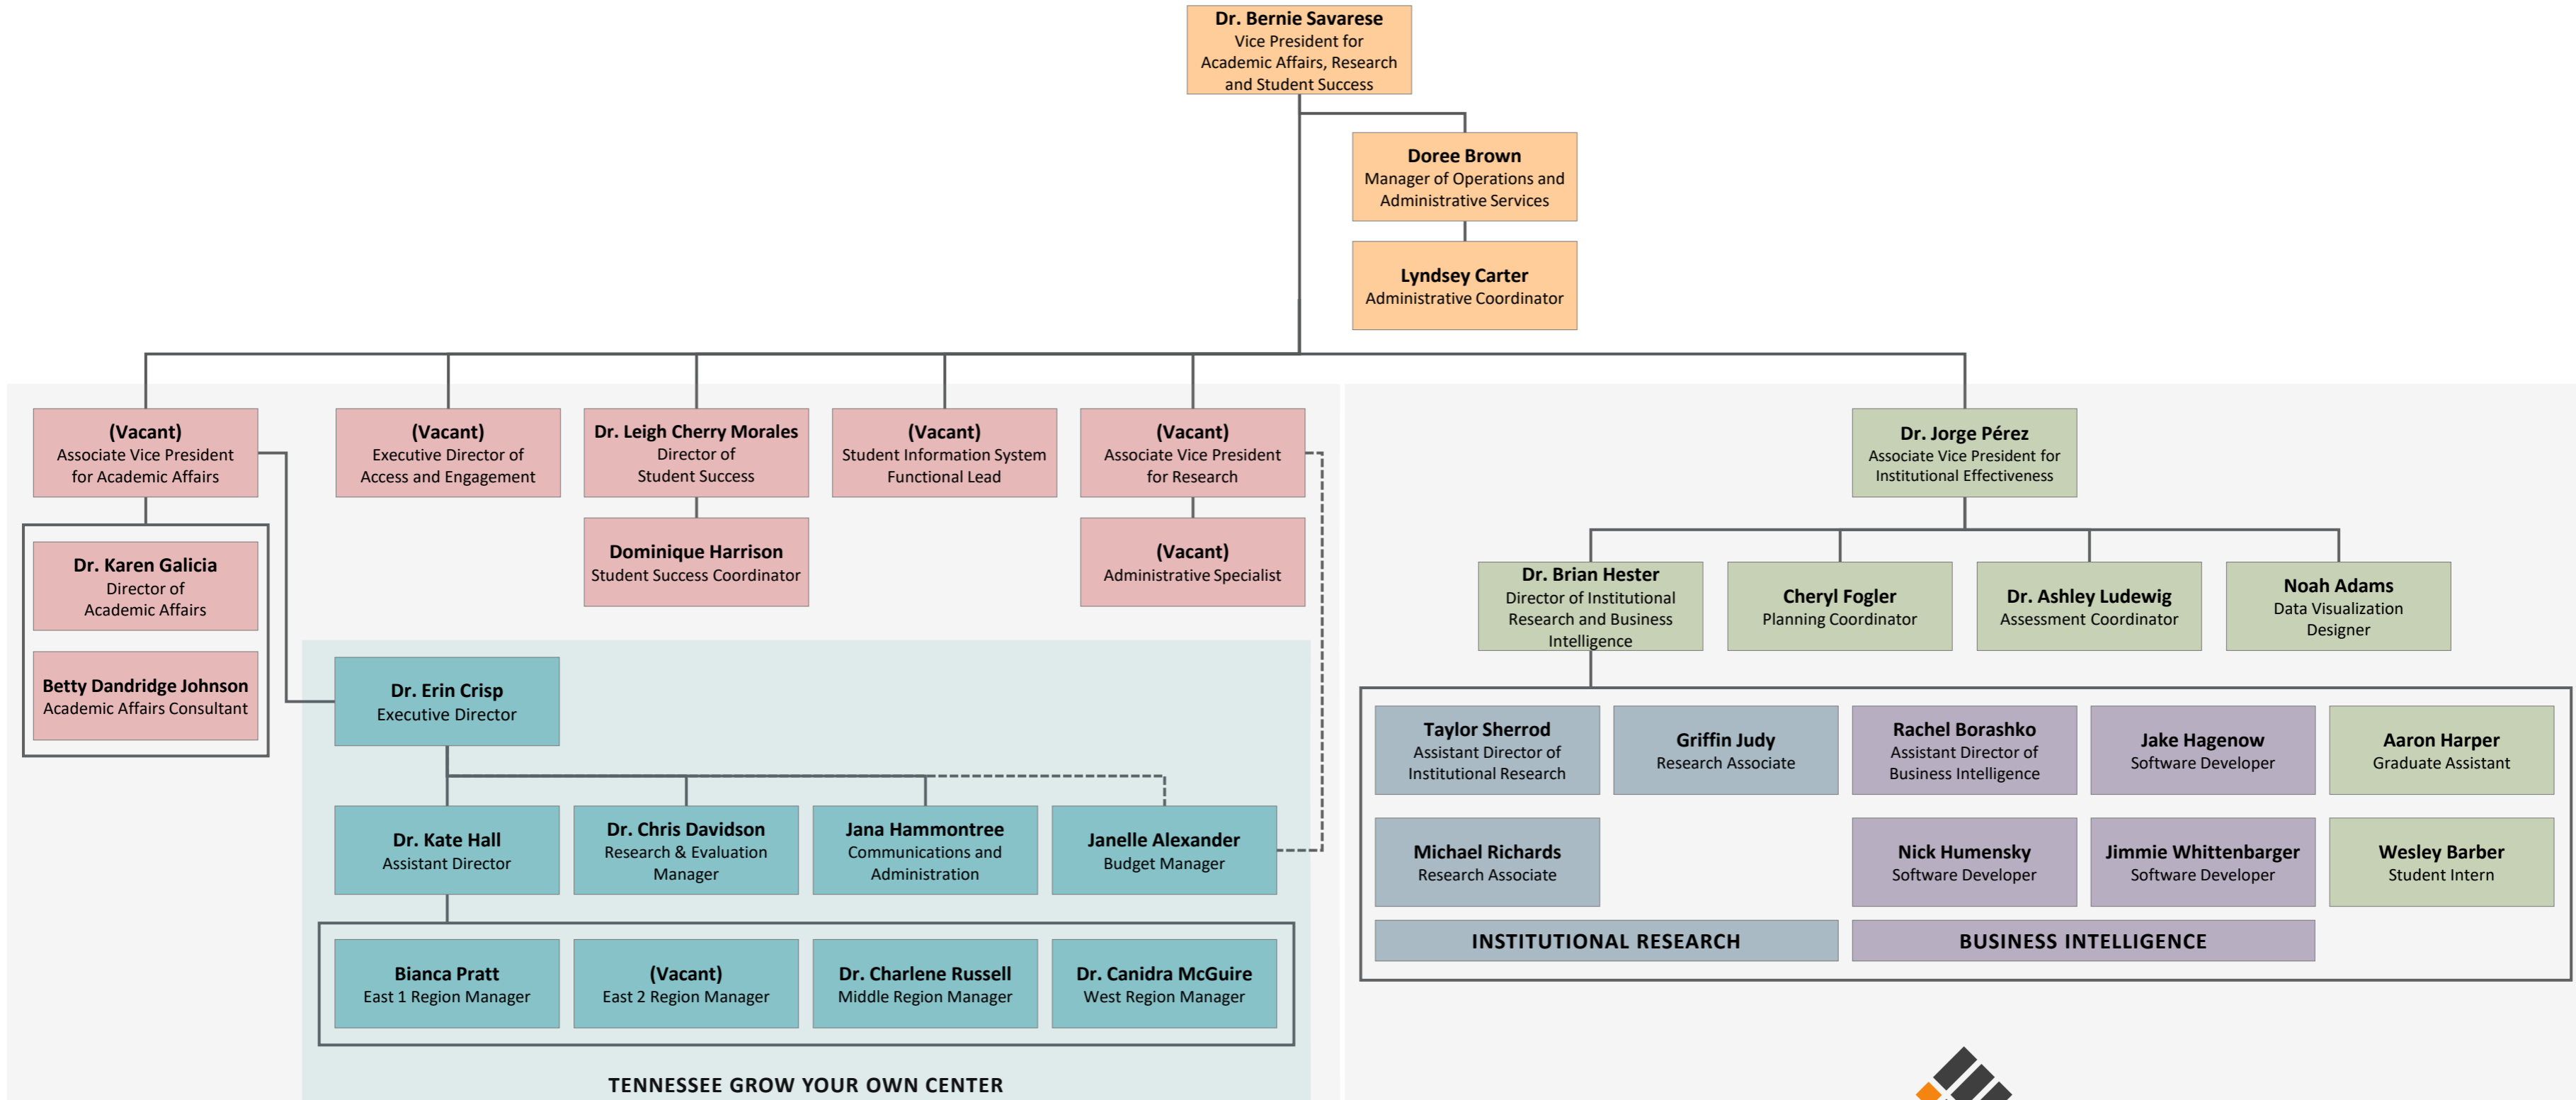 Dr. Bernie Savarese
Vice President for
Academic Affairs, Research
and Student Success
Doree Brown
Manager of Operations and
Administrative Services
Lyndsey Carter
Administrative Coordinator
(Vacant)
Associate Vice President
for Academic Affairs
(Vacant)
Executive Director of
Access and Engagement
Dr. Leigh Cherry Morales
Director of
Student Success
(Vacant)
Student Information System
Functional Lead
(Vacant)
Associate Vice President
for Research
Dr. Jorge Pérez
Associate Vice President for
Institutional Effectiveness
Dr. Karen Galicia
Director of
Academic Affairs
Betty Dandridge Johnson
Academic Affairs Consultant
Dominique Harrison
Student Success Coordinator
(Vacant)
Administrative Specialist
Dr. Brian Hester
Director of Institutional
Research and Business
Intelligence
Cheryl Fogler
Planning Coordinator
Dr. Ashley Ludewig
Assessment Coordinator
Noah Adams
Data Visualization
Designer
Dr. Erin Crisp
Executive Director
Dr. Kate Hall
Assistant Director
Dr. Chris Davidson
Research & Evaluation
Manager
Jana Hammontree
Communications and
Administration
Janelle Alexander
Budget Manager
Bianca Pratt
East 1 Region Manager
(Vacant)
East 2 Region Manager
Dr. Charlene Russell
Middle Region Manager
Dr. Canidra McGuire
West Region Manager
TENNESSEE GROW YOUR OWN CENTER
Taylor Sherrod
Assistant Director of
Institutional Research
Griffin Judy
Research Associate
Rachel Borashko
Assistant Director of
Business Intelligence
Jake Hagenow
Software Developer
Aaron Harper
Graduate Assistant
Michael Richards
Research Associate
Nick Humensky
Software Developer
Jimmie Whittenbarger
Software Developer
Wesley Barber
Student Intern
INSTITUTIONAL RESEARCH
BUSINESS INTELLIGENCE